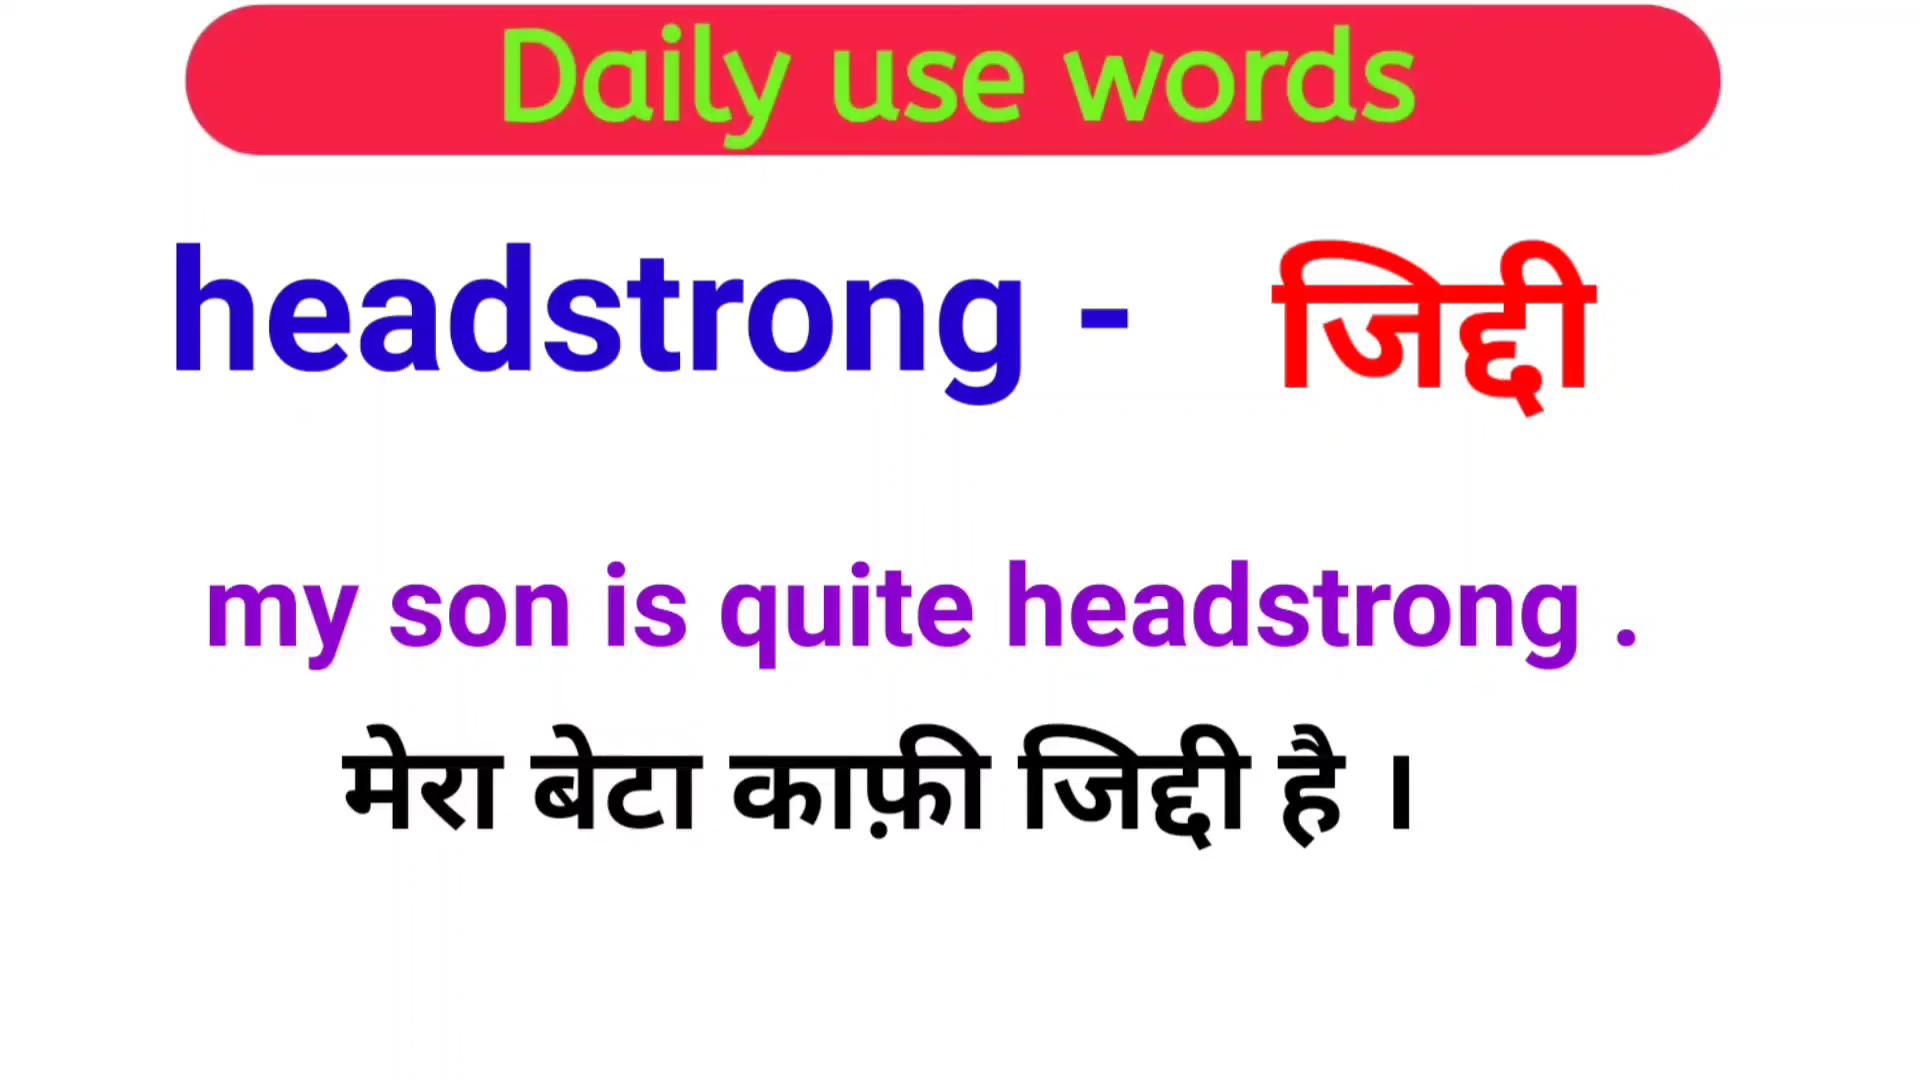 Daily use words
headstrong - जिद्दी
my son is quite headstrong .
मेरा बेटा काफ़ी जिद्दी है ।